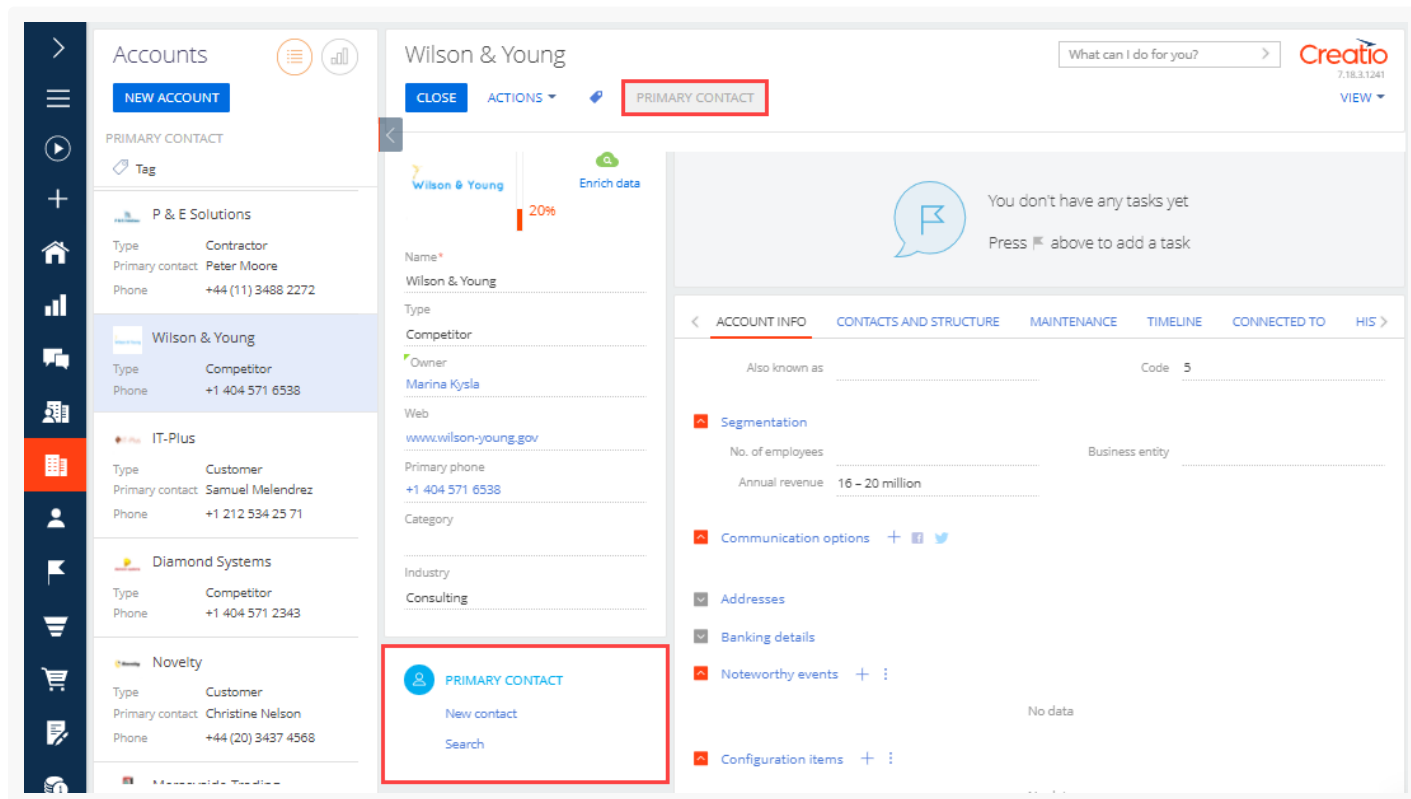 Accounts
NEW ACCOUNT
PRIMARY CONTACT
Tag
P & E Solutions
Type Contractor
Primary contact Peter Moore
Phone +44 (11) 3488 2272
Wilson & Young
Type Competitor
Phone +1 404 571 6538
IT-Plus
Type Customer
Primary contact Samuel Melendrez
Phone +1 212 534 25 71
Diamond Systems
Type Competitor
Phone +1 404 571 2343
Novelty
Type Customer
Primary contact Christine Nelson
Phone +44 (20) 3437 4568
Wilson & Young
What can I do for you?
Creatio
7.18.3.1241
CLOSE ACTIONS PRIMARY CONTACT VIEW
Wilson & Young
Enrich data
20%
Name*
Wilson & Young
Type
Competitor
Owner
Marina Kysla
Web
www.wilson-young.gov
Primary phone
+1 404 571 6538
Category
Industry
Consulting
PRIMARY CONTACT
New contact
Search
You don't have any tasks yet
Press above to add a task
ACCOUNT INFO CONTACTS AND STRUCTURE MAINTENANCE TIMELINE CONNECTED TO HIS
Also known as Code 5
Segmentation
No. of employees Business entity
Annual revenue 16 – 20 million
Communication options
Addresses
Banking details
Noteworthy events
No data
Configuration items